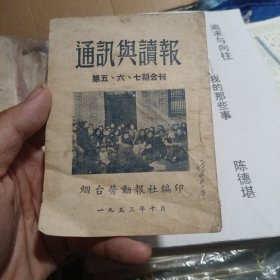 通訊與讀報
第五、六、七期合刊
烟台勞動報社編印
一九五三年十月
追求与向往
我的那些事
陈德堪